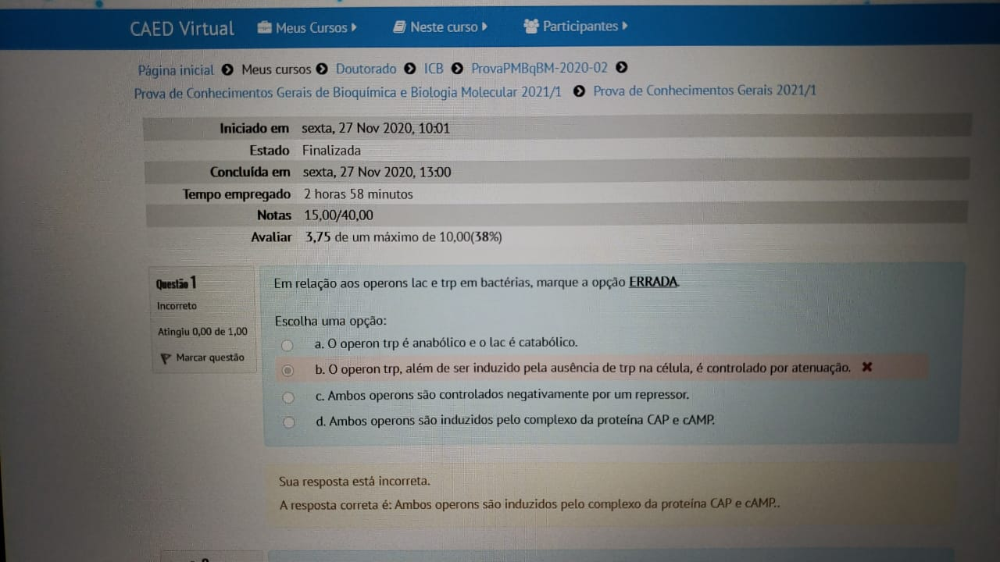 CAED Virtual Meus Cursos Neste curso Participantes
Página inicial Meus cursos Doutorado ICB ProvaPMBqBM-2020-02
Prova de Conhecimentos Gerais de Bioquímica e Biologia Molecular 2021/1 Prova de Conhecimentos Gerais 2021/1
Iniciado em sexta, 27 Nov 2020, 10:01
Estado Finalizada
Concluída em sexta, 27 Nov 2020, 13:00
Tempo empregado 2 horas 58 minutos
Notas 15,00/40,00
Avaliar 3,75 de um máximo de 10,00(38%)
Questão 1
Incorreto
Atingiu 0,00 de 1,00
Marcar questão
Em relação aos operons lac e trp em bactérias, marque a opção ERRADA.
Escolha uma opção:
a. O operon trp é anabólico e o lac é catabólico.
b. O operon trp, além de ser induzido pela ausência de trp na célula, é controlado por atenuação.
c. Ambos operons são controlados negativamente por um repressor.
d. Ambos operons são induzidos pelo complexo da proteína CAP e cAMP.
Sua resposta está incorreta.
A resposta correta é: Ambos operons são induzidos pelo complexo da proteína CAP e cAMP..